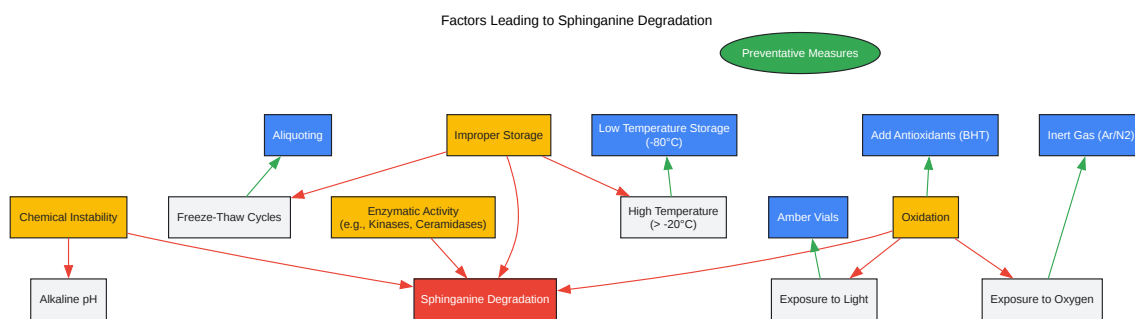 Factors Leading to Sphinganine Degradation
Preventative Measures
Aliquoting
Improper Storage
Low Temperature Storage
(-80°C)
Add Antioxidants (BHT)
Inert Gas (Ar/N2)
Chemical Instability
Freeze-Thaw Cycles
Enzymatic Activity
(e.g., Kinases, Ceramidases)
High Temperature
(> -20°C)
Amber Vials
Oxidation
Alkaline pH
Sphinganine Degradation
Exposure to Light
Exposure to Oxygen